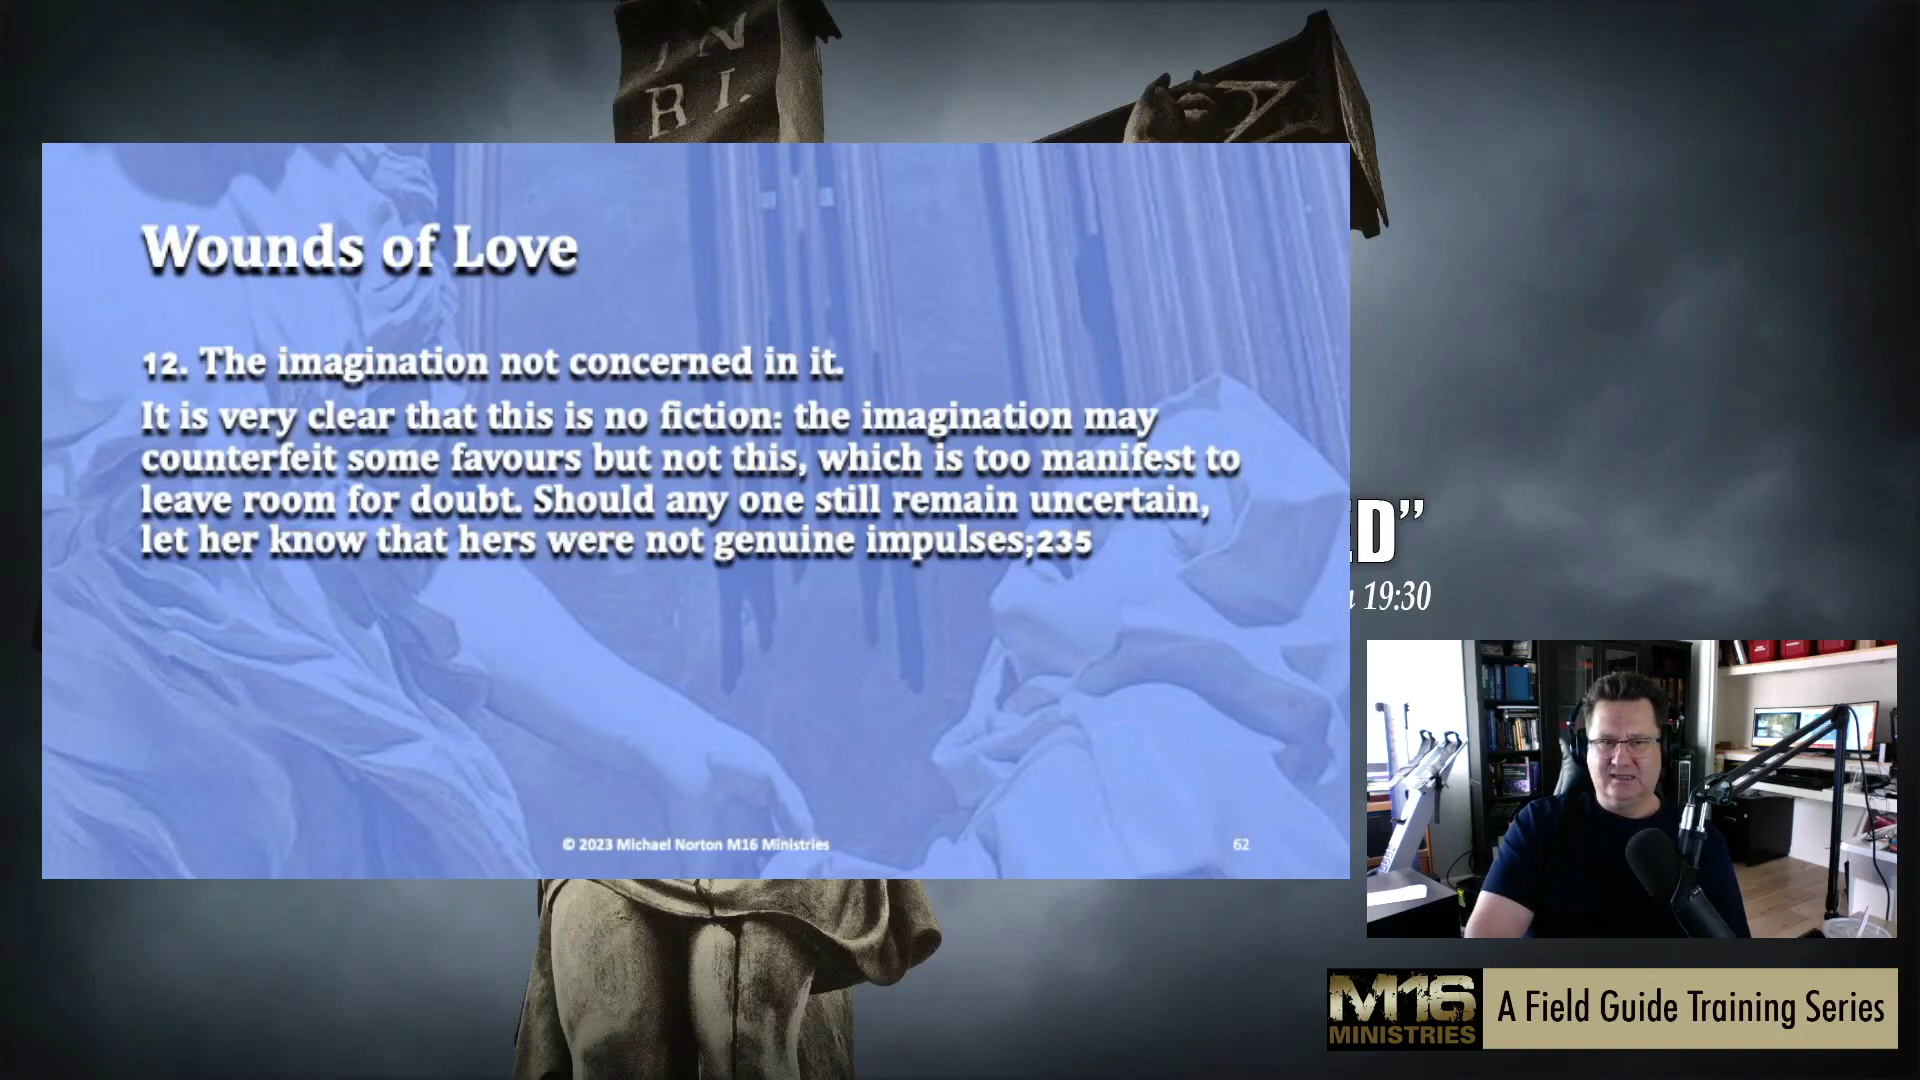 IN
RI.
Wounds of Love
12. The imagination not concerned in it.
It is very clear that this is no fiction: the imagination may
counterfeit some favours but not this, which is too manifest to
leave room for doubt. Should any one still remain uncertain,
let her know that hers were not genuine impulses;235
© 2023 Michael Norton M16 Ministries
62
ED”
19:30
M16
MINISTRIES
A Field Guide Training Series